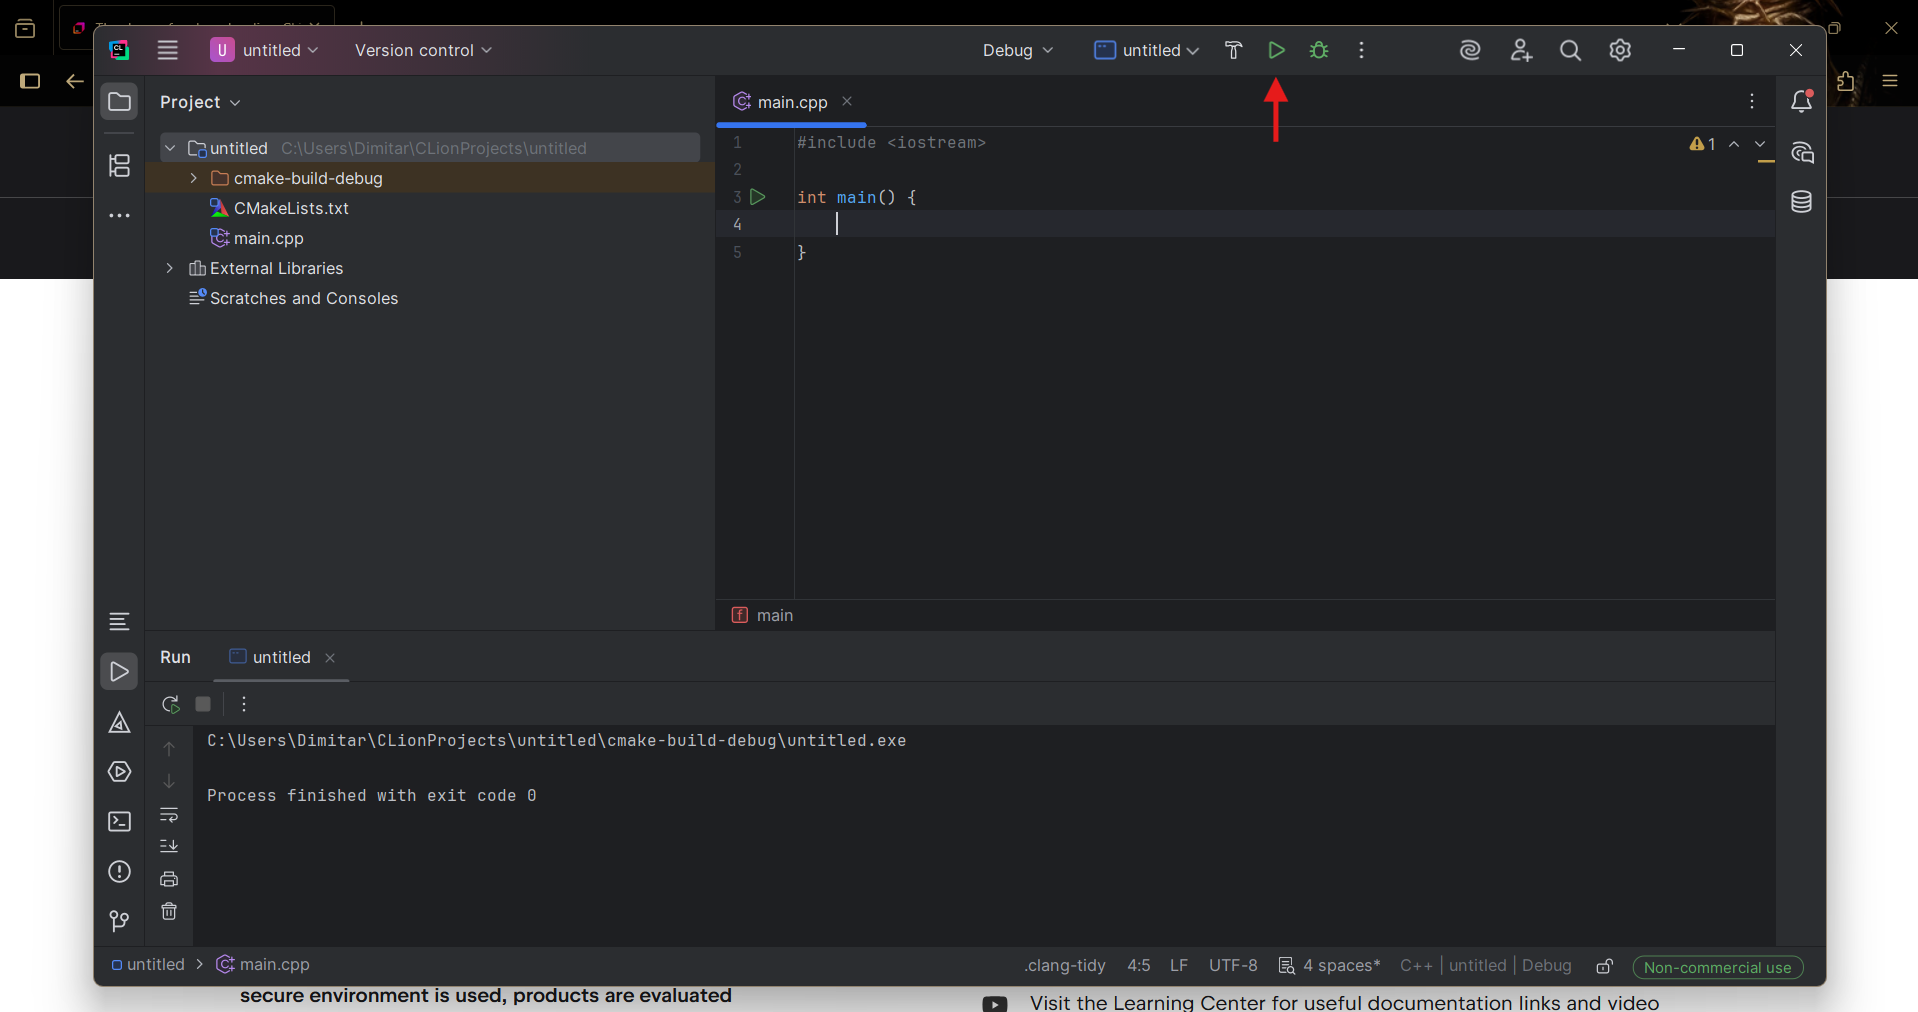 U untitled Version control Debug untitled
Project
main.cpp
untitled C:\Users\Dimitar\CLionProjects\untitled
cmake-build-debug
CMakeLists.txt
main.cpp
External Libraries
Scratches and Consoles
1 #include <iostream>
2
3 int main() {
4
5 }
1
f main
Run untitled
C:\Users\Dimitar\CLionProjects\untitled\cmake-build-debug\untitled.exe
Process finished with exit code 0
untitled > main.cpp .clang-tidy 4:5 LF UTF-8 4 spaces* C++ | untitled | Debug Non-commercial use
secure environment is used, products are evaluated
Visit the Learning Center for useful documentation links and video